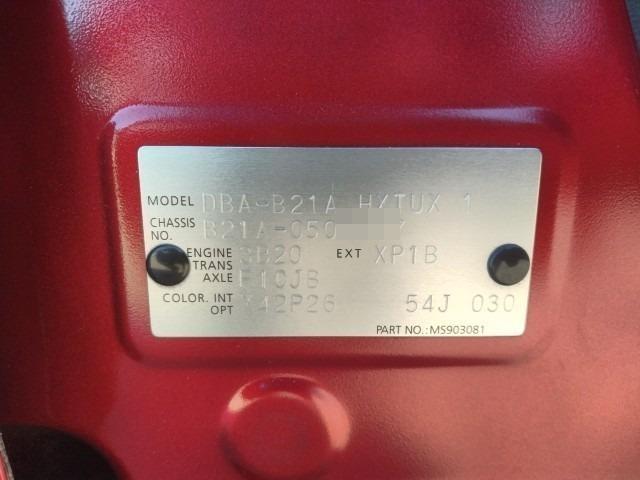 MODEL DBA-B21A HXTUX 1
CHASSIS NO. B21A-050
ENGINE 3B20 EXT XP1B
TRANS AXLE F1CJB
COLOR. INT OPT Y42P26 54J 030
PART NO.: MS903081